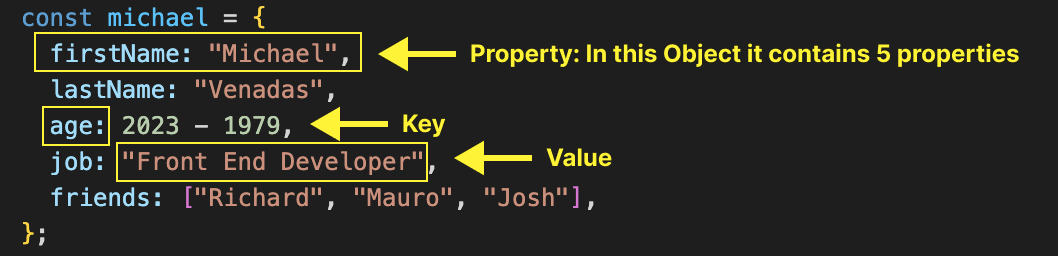 const michael = {
firstName: "Michael", Property: In this Object it contains 5 properties
lastName: "Venadas",
age: 2023 - 1979, Key
job: "Front End Developer", Value
friends: ["Richard", "Mauro", "Josh"],
};